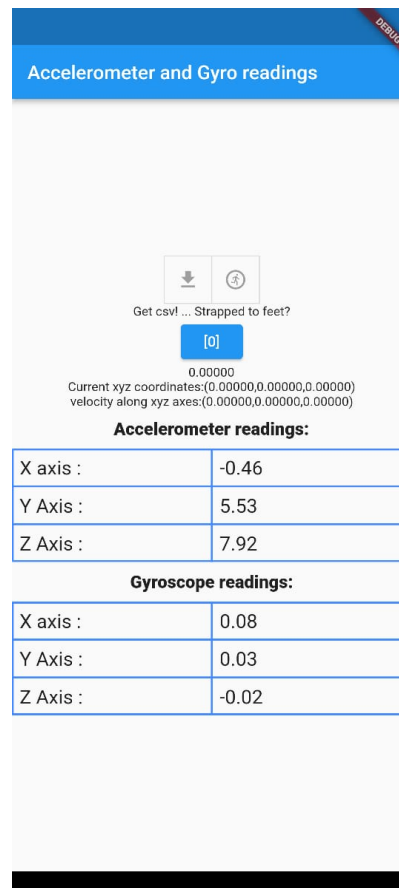 DEBUG
Accelerometer and Gyro readings
Get csv! ... Strapped to feet?
[0]
0.00000
Current xyz coordinates:(0.00000,0.00000,0.00000)
velocity along xyz axes:(0.00000,0.00000,0.00000)
Accelerometer readings:
X axis : -0.46
Y Axis : 5.53
Z Axis : 7.92
Gyroscope readings:
X axis : 0.08
Y Axis : 0.03
Z Axis : -0.02